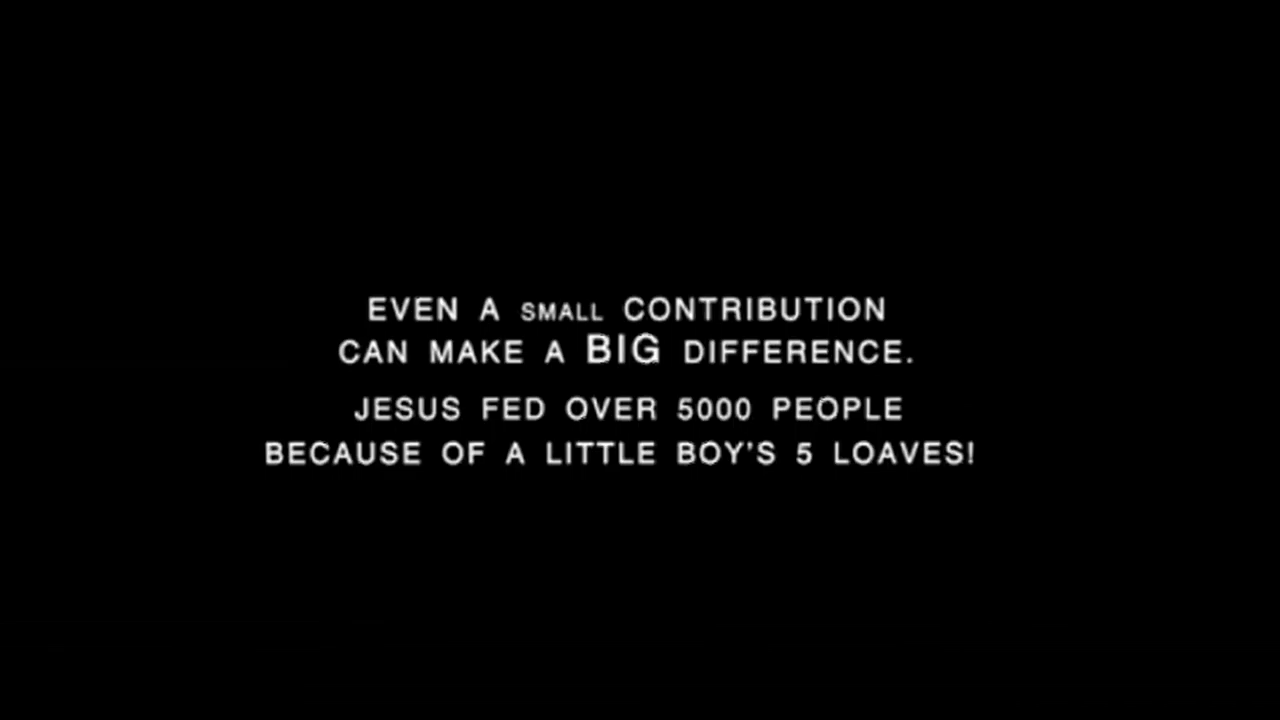 EVEN A SMALL CONTRIBUTION
CAN MAKE A BIG DIFFERENCE.
JESUS FED OVER 5000 PEOPLE
BECAUSE OF A LITTLE BOY'S 5 LOAVES!